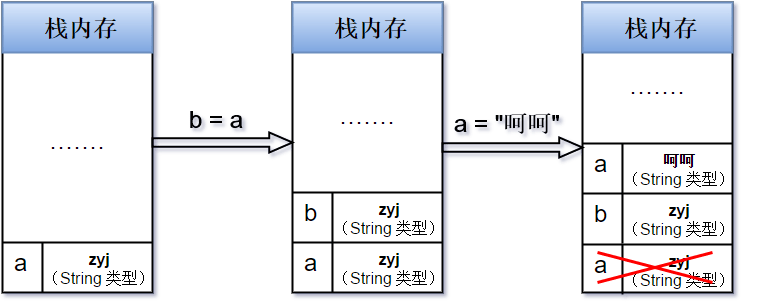 栈内存
.......
a
zyj
（String 类型）
b = a
栈内存
.......
b
zyj
（String 类型）
a
zyj
（String 类型）
a = "呵呵"
栈内存
.......
a
呵呵
（String 类型）
b
zyj
（String 类型）
a
zyj
（String 类型）